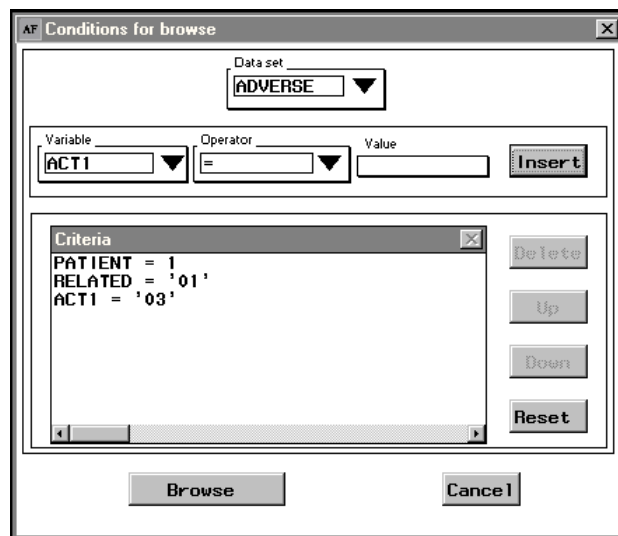 AF Conditions for browse
Data set
ADVERSE
Variable Operator Value
ACT1 = Insert
Criteria
PATIENT = 1
RELATED = '01'
ACT1 = '03'
Delete
Up
Down
Reset
Browse Cancel